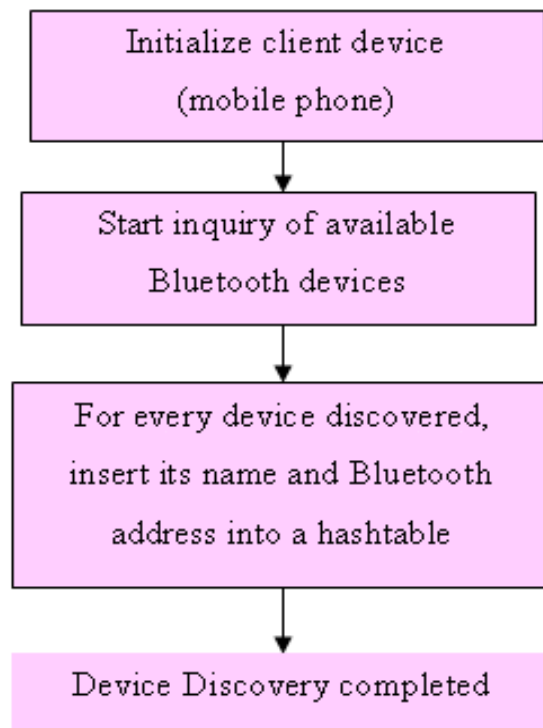 Initialize client device
(mobile phone)
Start inquiry of available
Bluetooth devices
For every device discovered,
insert its name and Bluetooth
address into a hashtable
Device Discovery completed